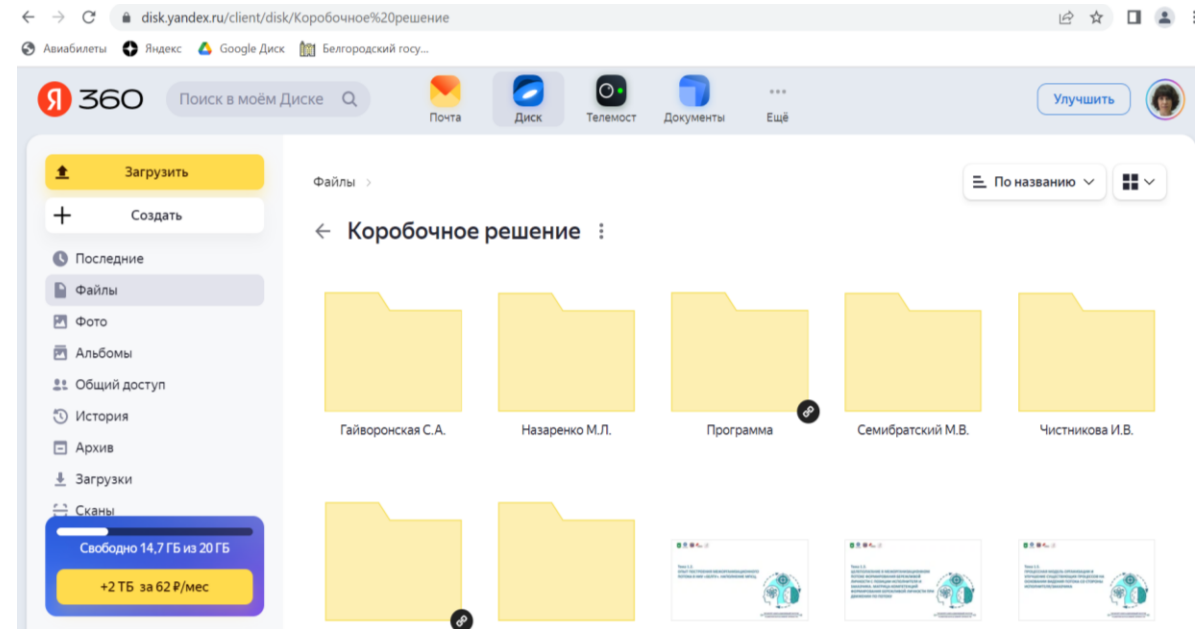 disk.yandex.ru/client/disk/Коробочное%20решение
Авиабилеты Яндекс Google Диск Белгородский госу...
Я 360 Поиск в моём Диске Почта Диск Телемост Документы Ещё Улучшить
Загрузить
Создать
Последние
Файлы
Фото
Альбомы
Общий доступ
История
Архив
Загрузки
Сканы
Свободно 14,7 ГБ из 20 ГБ
+2 ТБ за 62 ₽/мес
Файлы
По названию
Коробочное решение
Гайворонская С.А. Назаренко М.Л. Программа Семибратский М.В. Чистникова И.В.